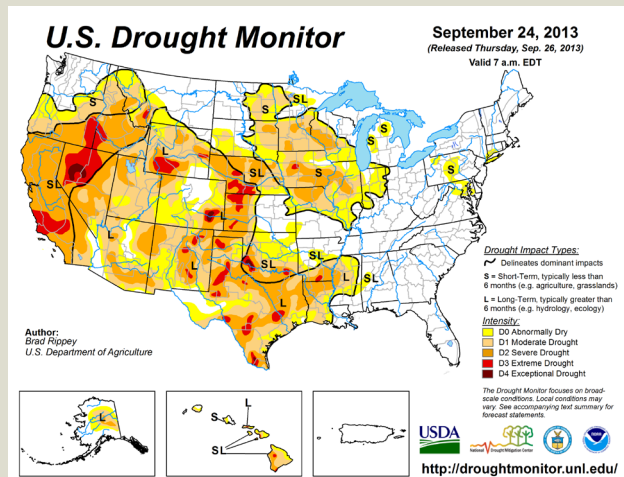 U.S. Drought Monitor
September 24, 2013
(Released Thursday, Sep. 26, 2013)
Valid 7 a.m. EDT
S
S
SL
S
S
S
L
SL
S
SL
L
L
L
SL
SL
SL
L
L
L
Drought Impact Types:
Delineates dominant impacts
S = Short-Term, typically less than
6 months (e.g. agriculture, grasslands)
L = Long-Term, typically greater than
6 months (e.g. hydrology, ecology)
Intensity:
D0 Abnormally Dry
D1 Moderate Drought
D2 Severe Drought
D3 Extreme Drought
D4 Exceptional Drought
Author:
Brad Rippey
U.S. Department of Agriculture
The Drought Monitor focuses on broad-
scale conditions. Local conditions may
vary. See accompanying text summary for
forecast statements.
L
L
L
S
SL
USDA
National Drought Mitigation Center
http://droughtmonitor.unl.edu/